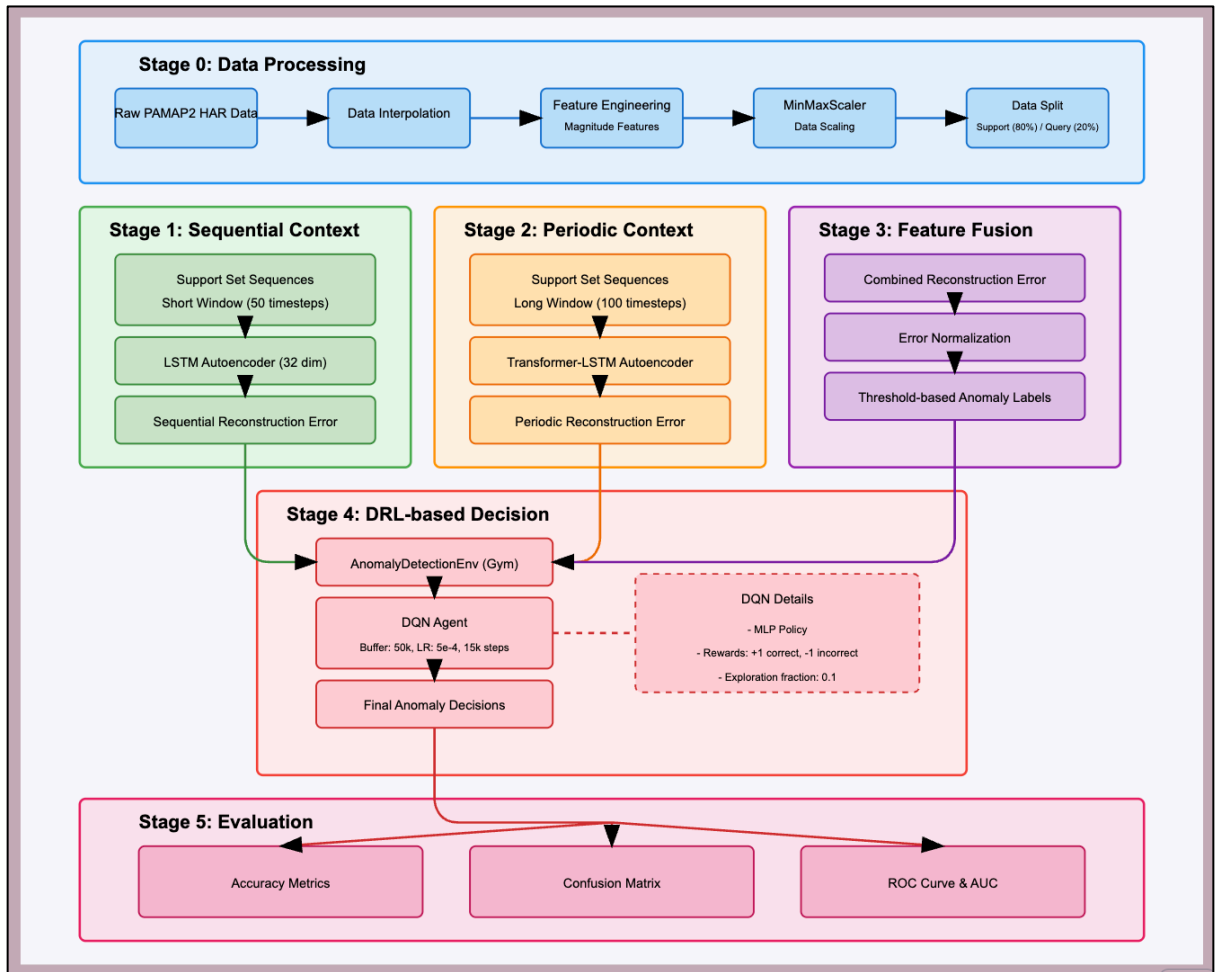 Stage 0: Data Processing
Raw PAMAP2 HAR Data
Data Interpolation
Feature Engineering
Magnitude Features
MinMaxScaler
Data Scaling
Data Split
Support (80%) / Query (20%)
Stage 1: Sequential Context
Support Set Sequences
Short Window (50 timesteps)
LSTM Autoencoder (32 dim)
Sequential Reconstruction Error
Stage 2: Periodic Context
Support Set Sequences
Long Window (100 timesteps)
Transformer-LSTM Autoencoder
Periodic Reconstruction Error
Stage 3: Feature Fusion
Combined Reconstruction Error
Error Normalization
Threshold-based Anomaly Labels
Stage 4: DRL-based Decision
AnomalyDetectionEnv (Gym)
DQN Agent
Buffer: 50k, LR: 5e-4, 15k steps
Final Anomaly Decisions
DQN Details
- MLP Policy
- Rewards: +1 correct, -1 incorrect
- Exploration fraction: 0.1
Stage 5: Evaluation
Accuracy Metrics
Confusion Matrix
ROC Curve & AUC